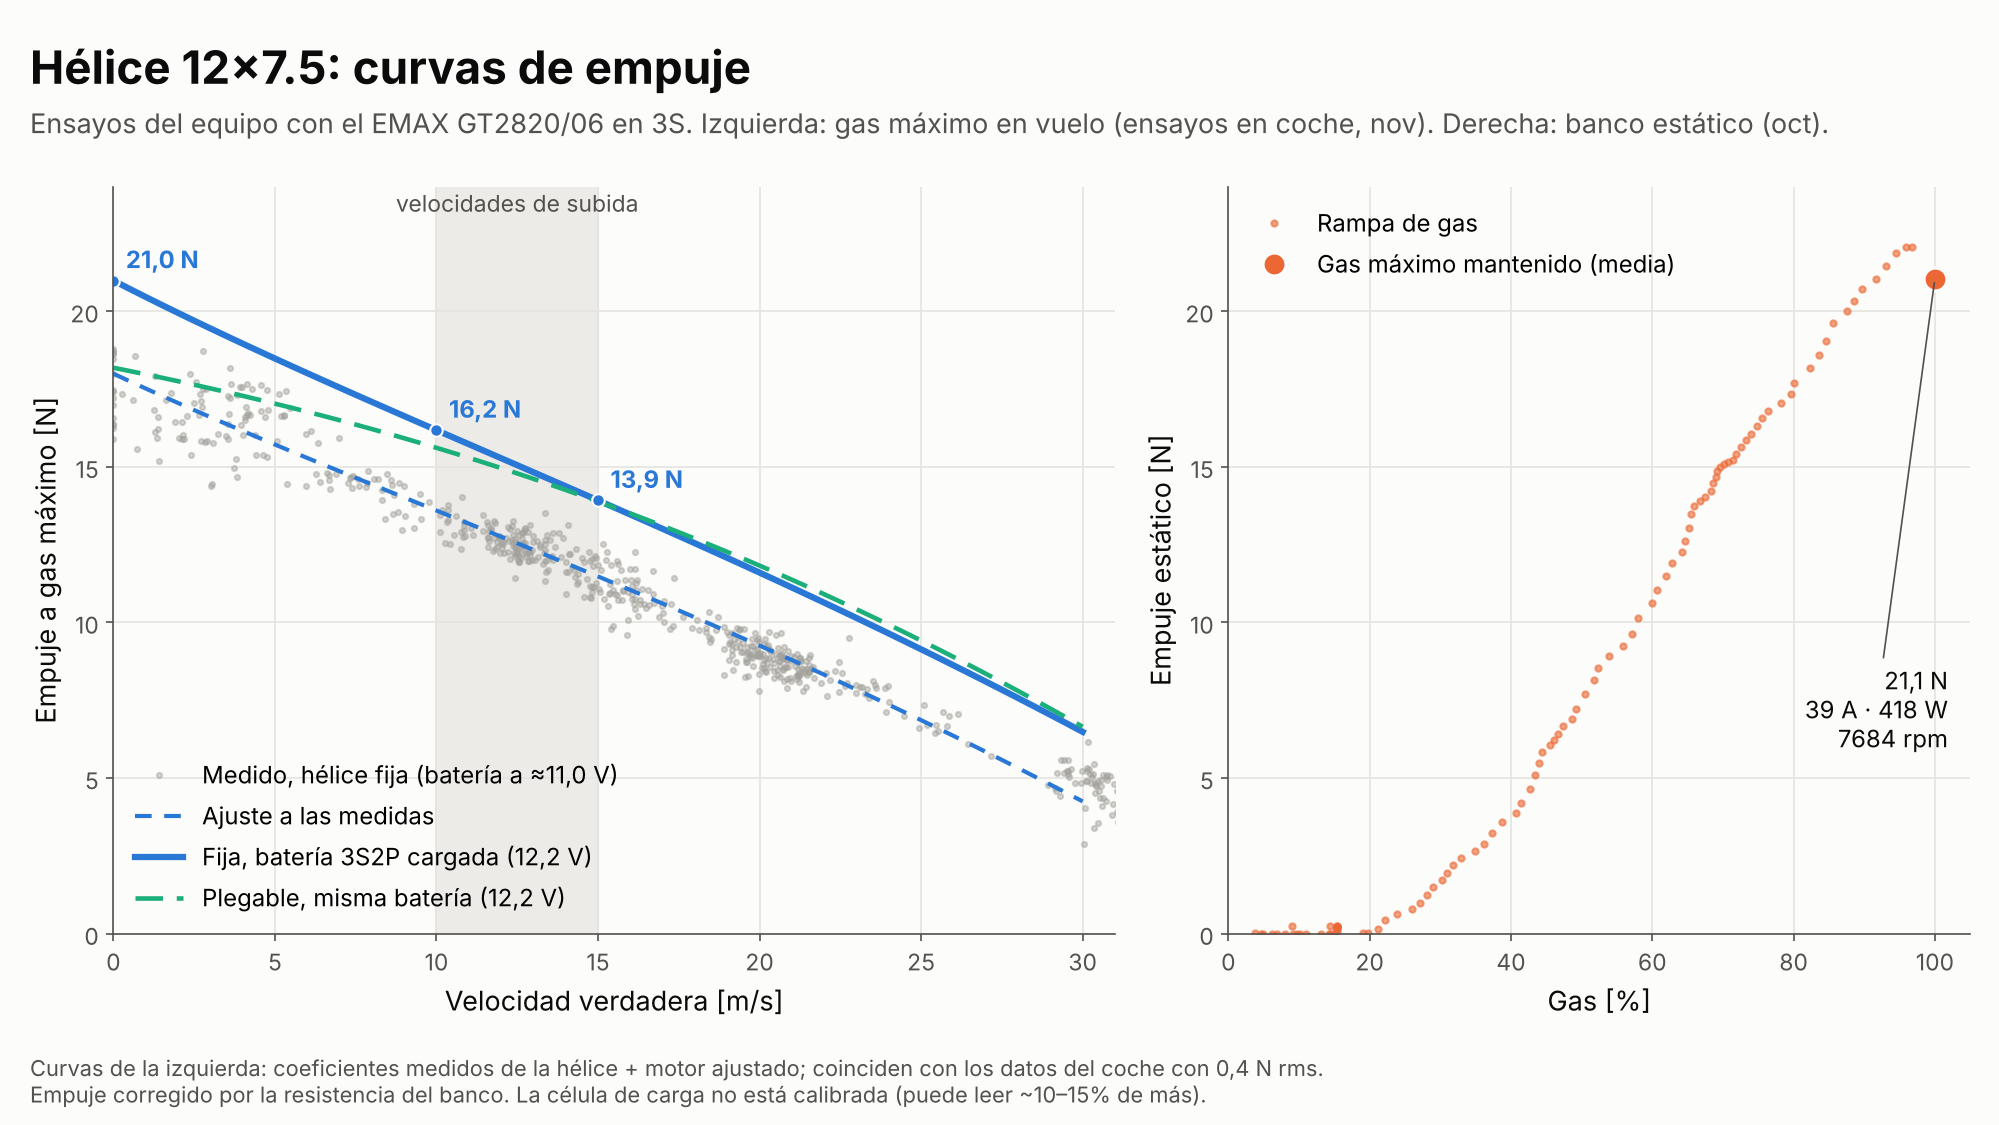 Hélice 12×7.5: curvas de empuje
Ensayos del equipo con el EMAX GT2820/06 en 3S. Izquierda: gas máximo en vuelo (ensayos en coche, nov). Derecha: banco estático (oct).
velocidades de subida
21,0 N
16,2 N
13,9 N
Empuje a gas máximo [N]
20
15
10
5
0
Medido, hélice fija (batería a ≈11,0 V)
Ajuste a las medidas
Fija, batería 3S2P cargada (12,2 V)
Plegable, misma batería (12,2 V)
0 5 10 15 20 25 30
Velocidad verdadera [m/s]
Rampa de gas
Gas máximo mantenido (media)
Empuje estático [N]
20
15
10
5
0
21,1 N
39 A · 418 W
7684 rpm
0 20 40 60 80 100
Gas [%]
Curvas de la izquierda: coeficientes medidos de la hélice + motor ajustado; coinciden con los datos del coche con 0,4 N rms.
Empuje corregido por la resistencia del banco. La célula de carga no está calibrada (puede leer ~10–15% de más).